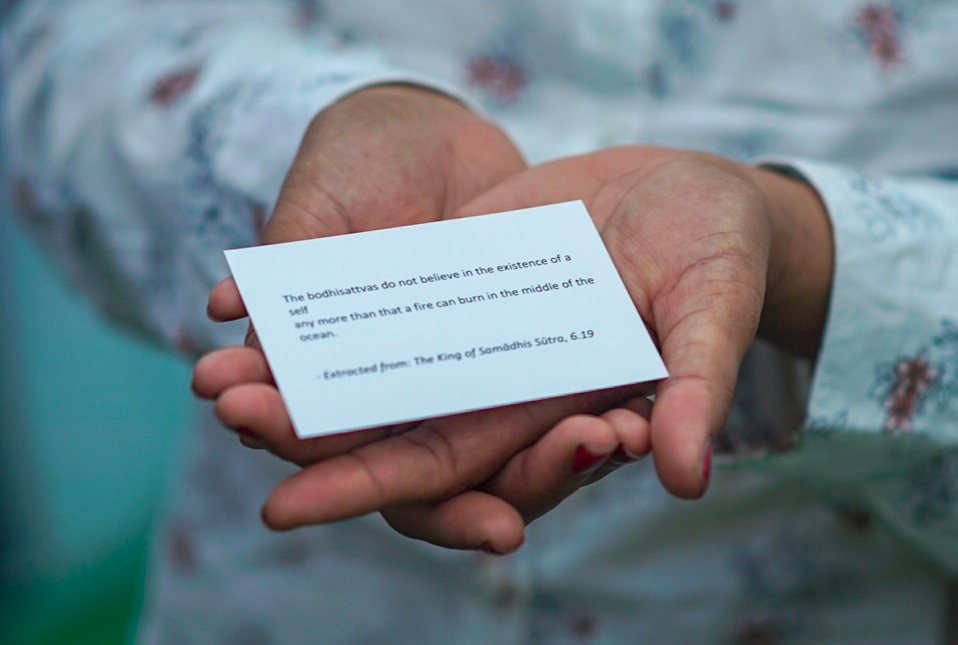 The bodhisattvas do not believe in the existence of a
self
any more than that a fire can burn in the middle of the
ocean.
- Extracted from: The King of Samādhis Sūtra, 6.19